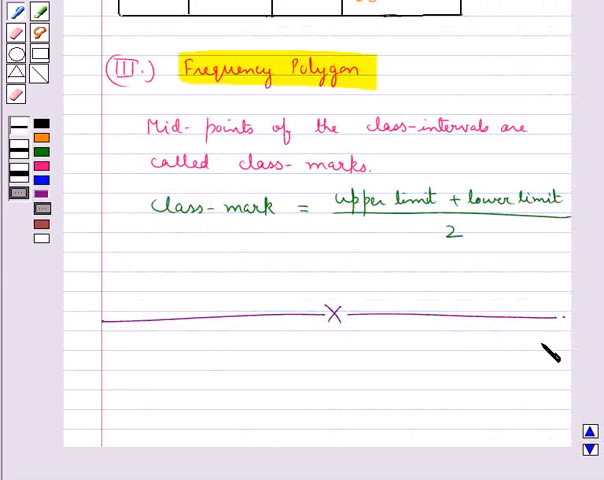 (III.) Frequency Polygon
Mid-points of the class-intervals are
called class-marks.
Class-mark = upper limit + lower limit
2
X